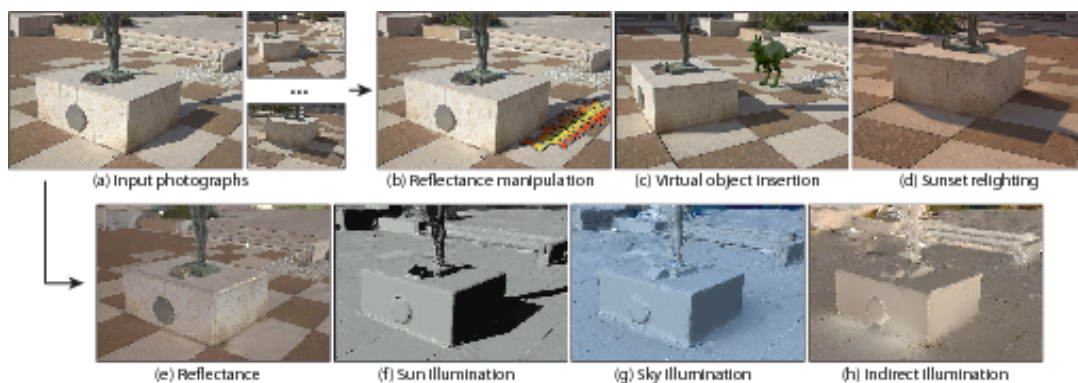 ...
(a) Input photographs
(b) Reflectance manipulation
(c) Virtual object insertion
(d) Sunset relighting
(e) Reflectance
(f) Sun Illumination
(g) Sky Illumination
(h) Indirect Illumination